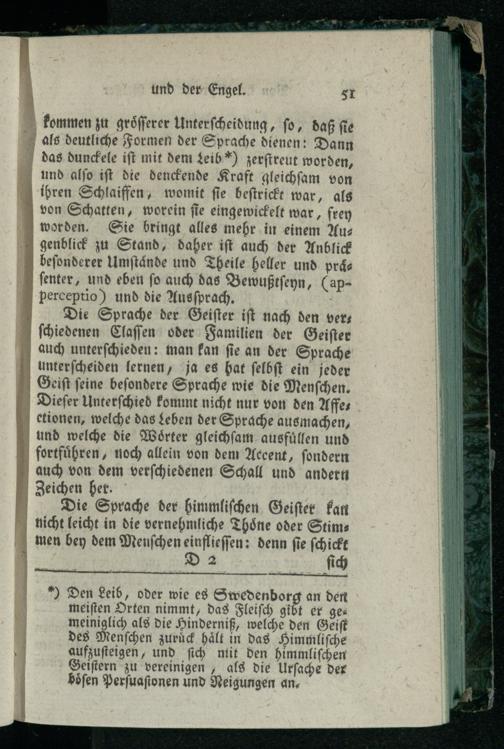 und der Engel. 51
kommen zu grösserer Unterscheidung, so, daß sie
als deutliche Formen der Sprache dienen: Dann
das dunckele ist mit dem Leib*) zerstreut worden,
und also ist die denckende Kraft gleichsam von
ihren Schlaiffen, womit sie bestrickt war, als
von Schatten, worein sie eingewickelt war, frey
worden. Sie bringt alles mehr in einem Au-
genblick zu Stand, daher ist auch der Anblick
besonderer Umstände und Theile heller und prä-
senter, und eben so auch das Bewußtseyn, (ap-
perceptio) und die Aussprach.
Die Sprache der Geister ist nach den ver-
schiedenen Classen oder Familien der Geister
auch unterschieden: man kan sie an der Sprache
unterscheiden lernen, ja es hat selbst ein jeder
Geist seine besondere Sprache wie die Menschen.
Dieser Unterschied kommt nicht nur von den Affe-
ctionen, welche das Leben der Sprache ausmachen,
und welche die Wörter gleichsam ausfüllen und
fortführen, noch allein von dem Accent, sondern
auch von dem verschiedenen Schall und andern
Zeichen her.
Die Sprache der himmlischen Geister kan
nicht leicht in die vernehmliche Thöne oder Stim-
men bey dem Menschen einfliessen: denn sie schickt
D 2 sich
*) Den Leib, oder wie es Swedenborg an den
meisten Orten nimmt, das Fleisch gibt er ge-
meiniglich als die Hinderniß, welche den Geist
des Menschen zurück hält in das Himmlische
aufzusteigen, und sich mit den himmlischen
Geistern zu vereinigen, als die Ursache der
bösen Persuasionen und Neigungen an.